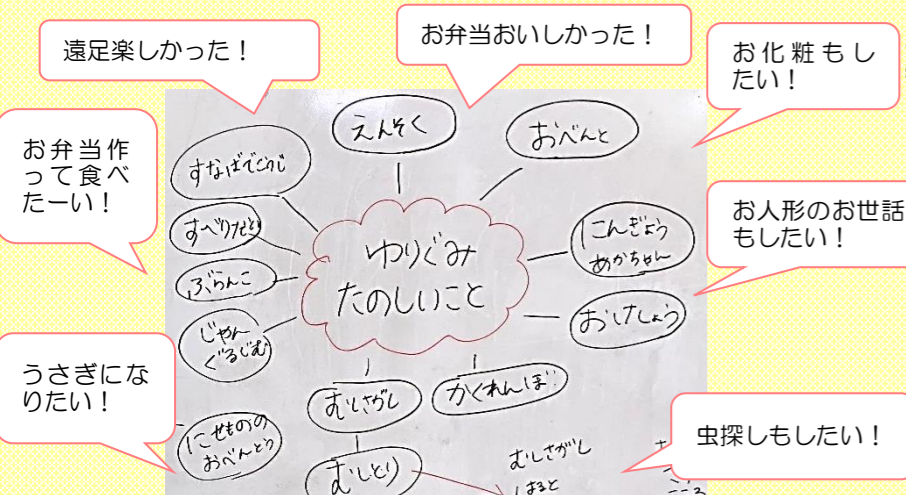 遠足楽しかった！
お弁当おいしかった！
お化粧もし
たい！
お弁当作
って食べ
たーい！
お人形のお世話
もしたい！
うさぎにな
りたい！
虫探しもしたい！
えんそく
おべんと
すなばでこうじ
すべりだい
ぶらんこ
じゃん
ぐるじむ
ゆりぐみ
たのしいこと
にんぎょう
あかちゃん
おけしょう
むしさがし
かくれんぼ
にせものの
おべんとう
むしとり
むしさがし